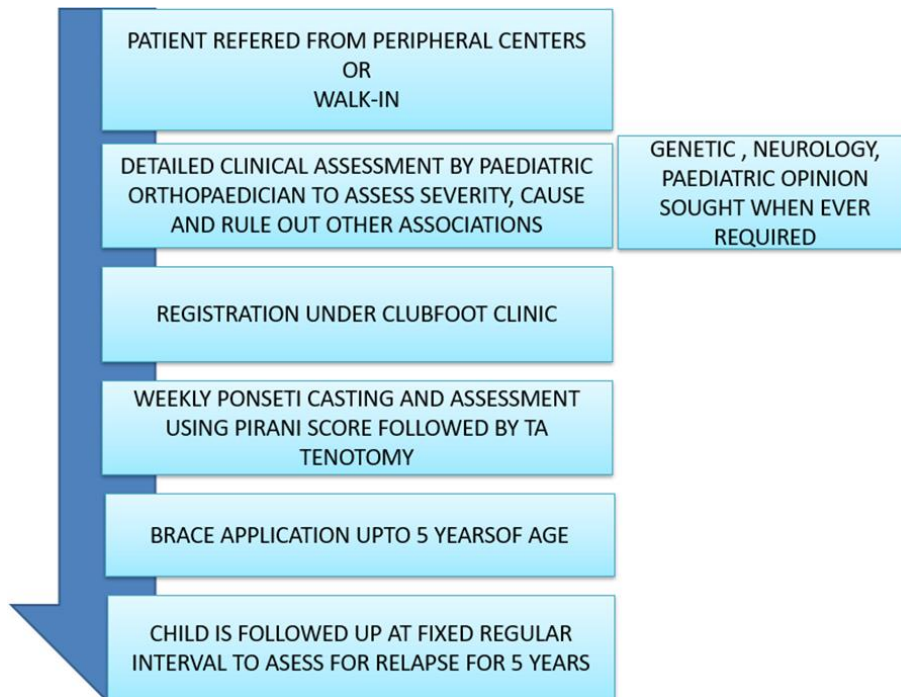 PATIENT REFERED FROM PERIPHERAL CENTERS
OR
WALK-IN
DETAILED CLINICAL ASSESSMENT BY PAEDIATRIC
ORTHOPAEDICIAN TO ASSESS SEVERITY, CAUSE
AND RULE OUT OTHER ASSOCIATIONS
GENETIC , NEUROLOGY,
PAEDIATRIC OPINION
SOUGHT WHEN EVER
REQUIRED
REGISTRATION UNDER CLUBFOOT CLINIC
WEEKLY PONSETI CASTING AND ASSESSMENT
USING PIRANI SCORE FOLLOWED BY TA
TENOTOMY
BRACE APPLICATION UPTO 5 YEARSOF AGE
CHILD IS FOLLOWED UP AT FIXED REGULAR
INTERVAL TO ASESS FOR RELAPSE FOR 5 YEARS